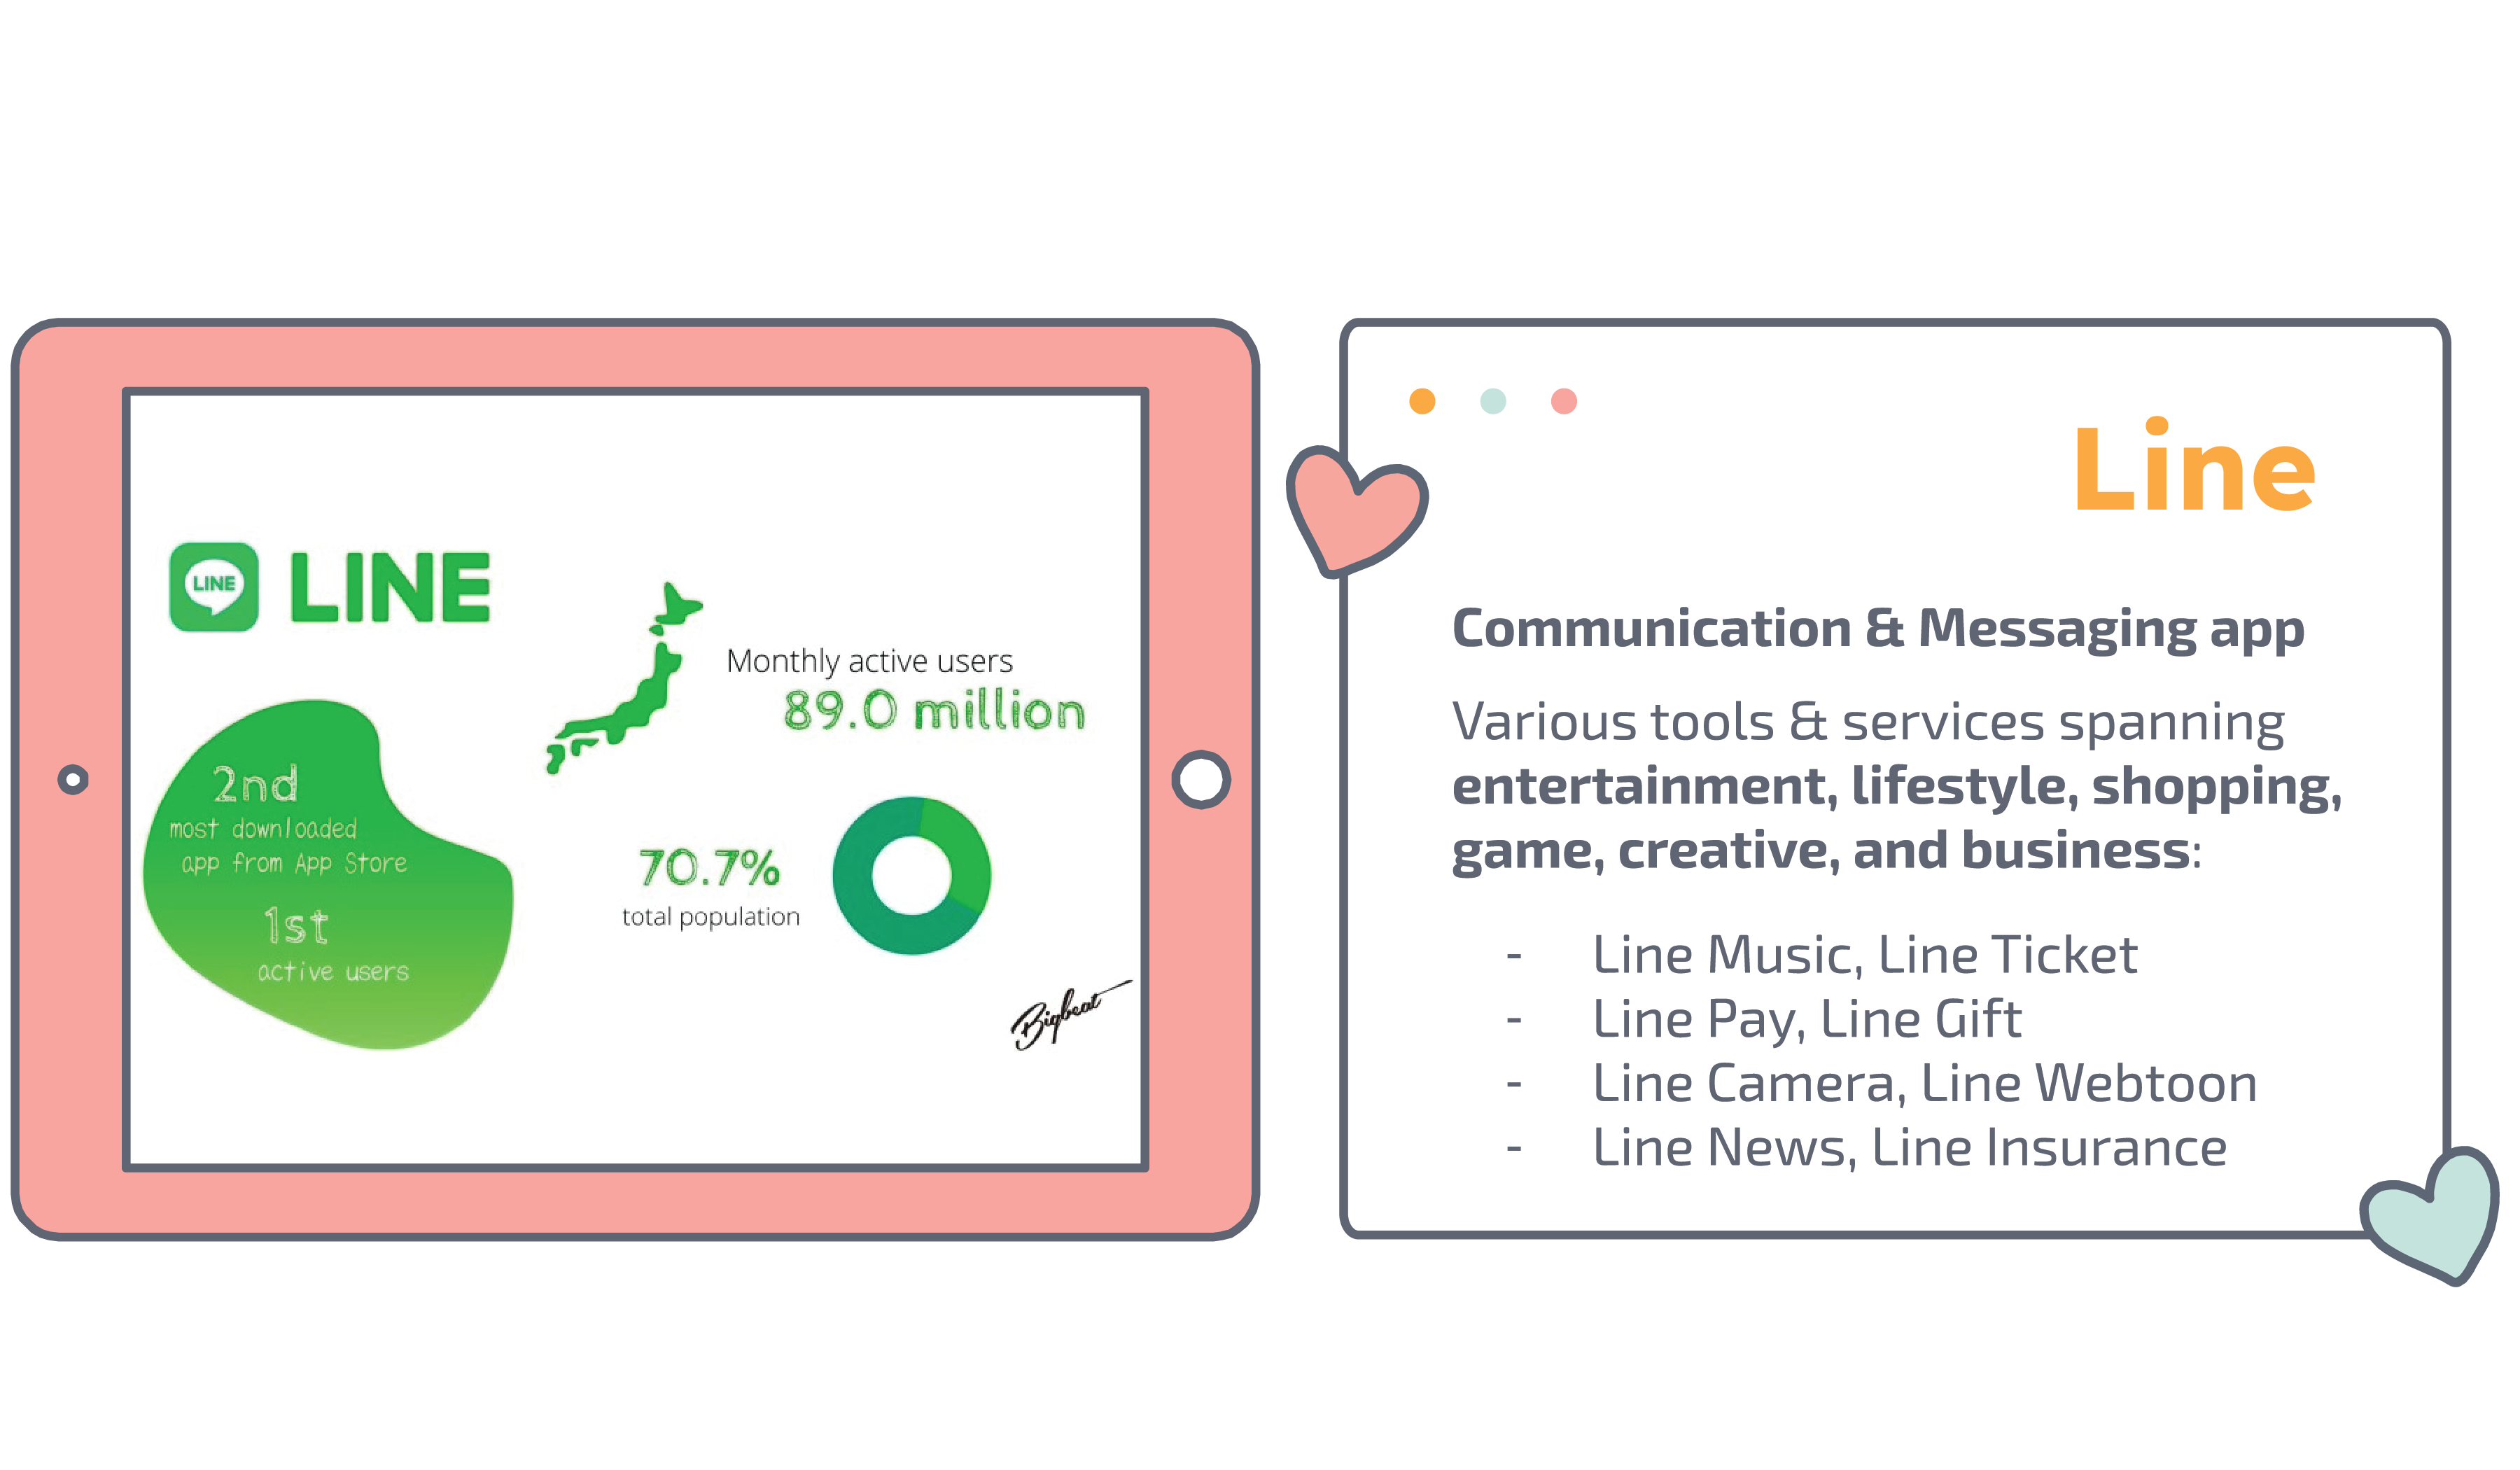 LINE
LINE
Monthly active users
89.0 million
2nd
most downloaded
app from App Store
1st
active users
70.7%
total population
Bigbeat
Line
Communication & Messaging app
Various tools & services spanning
entertainment, lifestyle, shopping,
game, creative, and business:
- Line Music, Line Ticket
- Line Pay, Line Gift
- Line Camera, Line Webtoon
- Line News, Line Insurance